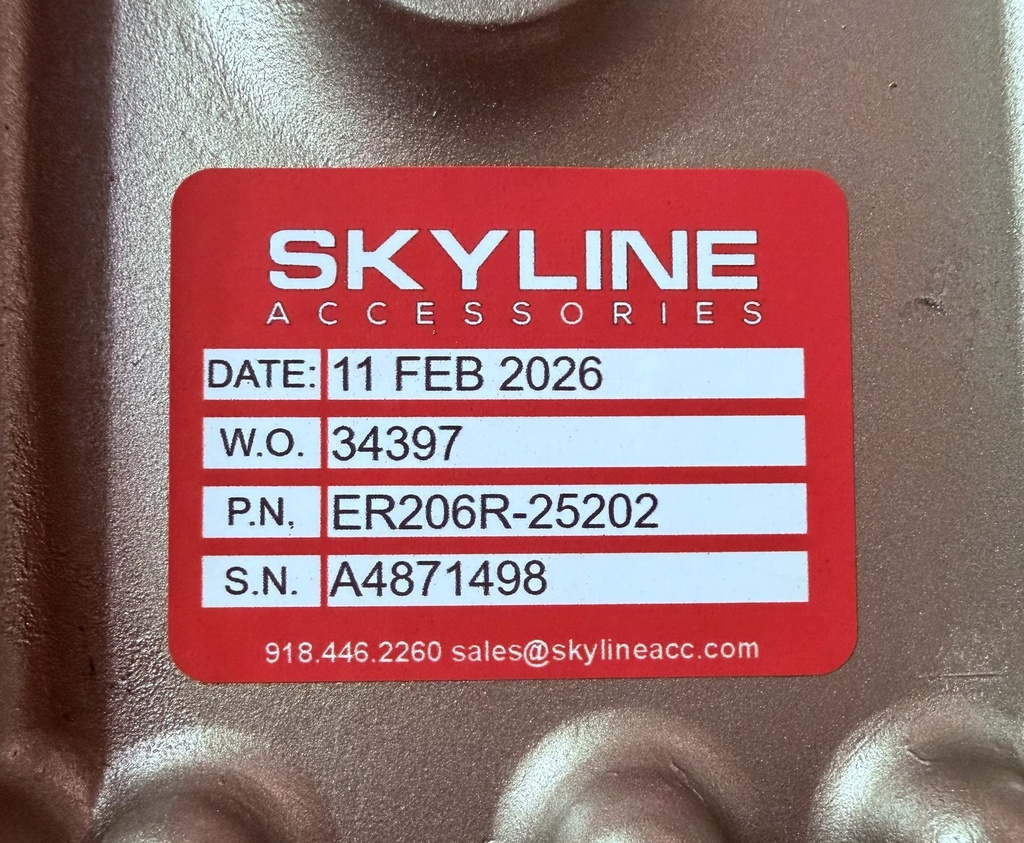 SKYLINE
ACCESSORIES
DATE: 11 FEB 2026
W.O. 34397
P.N. ER206R-25202
S.N. A4871498
918.446.2260 sales@skylineacc.com